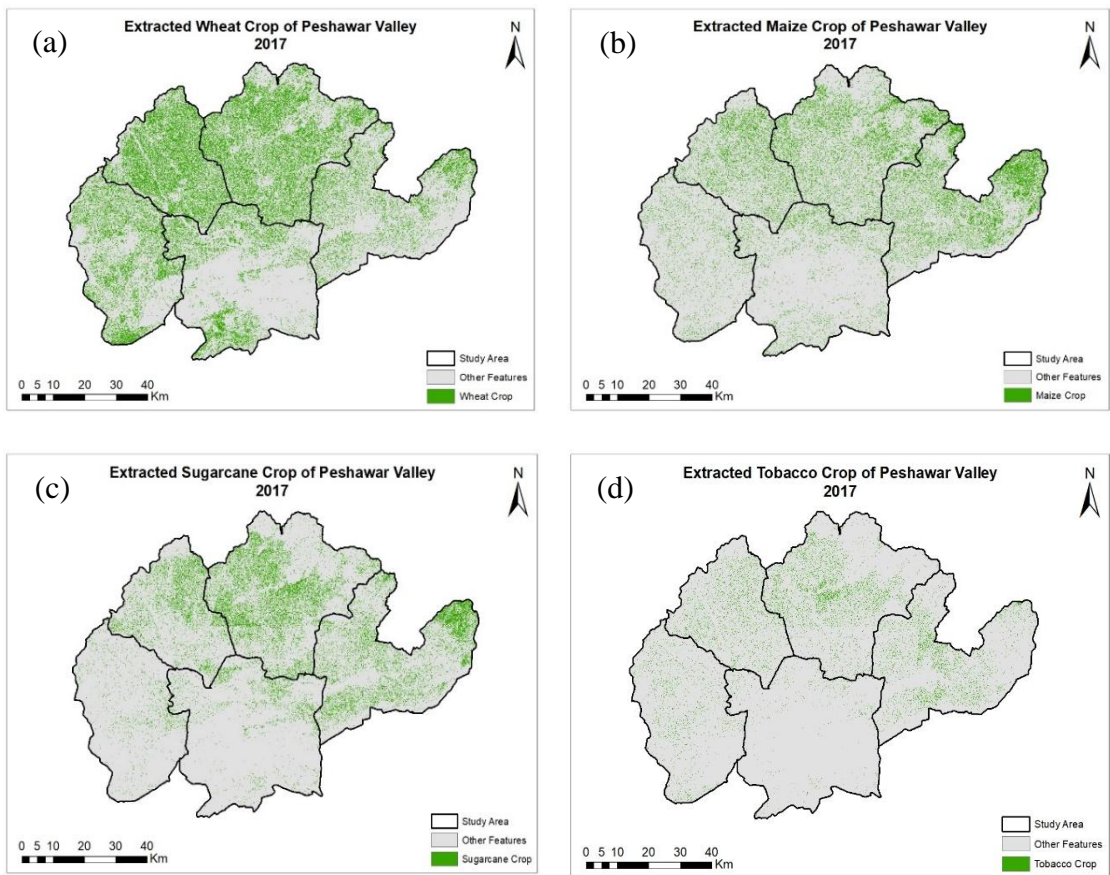 (a)
Extracted Wheat Crop of Peshawar Valley
2017
N
Study Area
Other Features
Wheat Crop
0 5 10 20 30 40
Km
(b)
Extracted Maize Crop of Peshawar Valley
2017
N
Study Area
Other Features
Maize Crop
0 5 10 20 30 40
Km
(c)
Extracted Sugarcane Crop of Peshawar Valley
2017
N
Study Area
Other Features
Sugarcane Crop
0 5 10 20 30 40
Km
(d)
Extracted Tobacco Crop of Peshawar Valley
2017
N
Study Area
Other Features
Tobacco Crop
0 5 10 20 30 40
Km